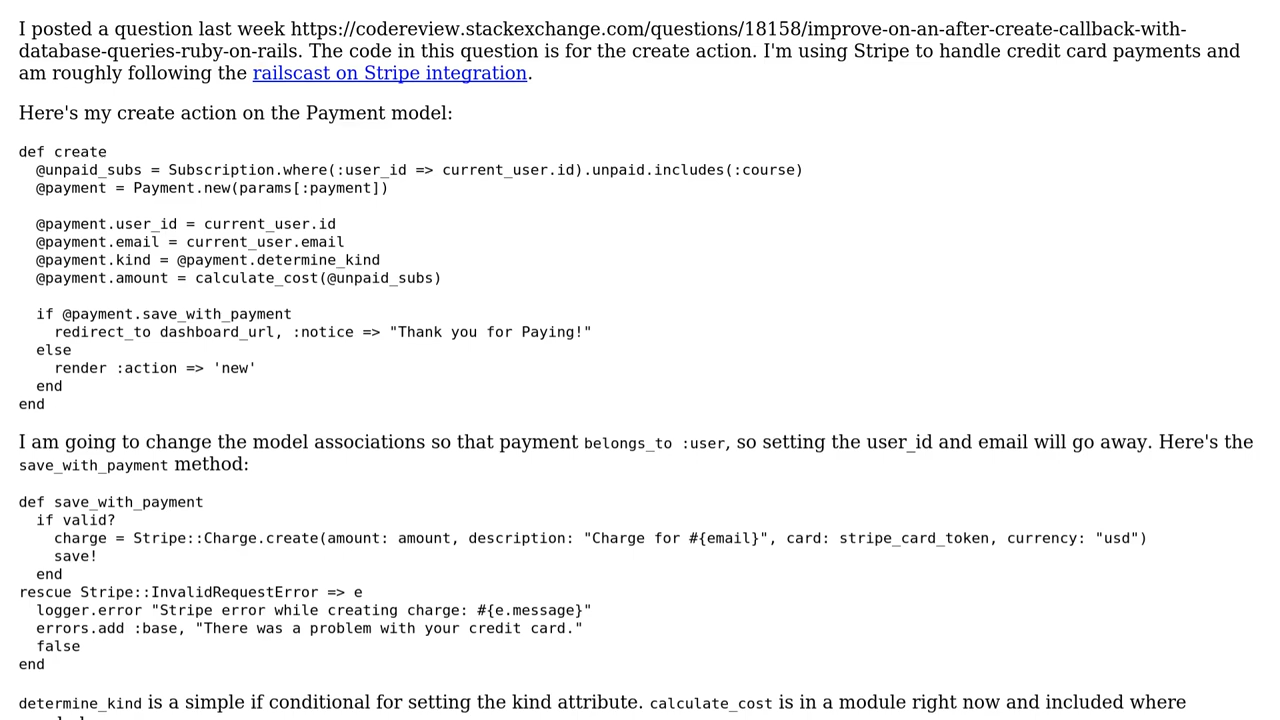 I posted a question last week https://codereview.stackexchange.com/questions/18158/improve-on-an-after-create-callback-with-
database-queries-ruby-on-rails. The code in this question is for the create action. I'm using Stripe to handle credit card payments and
am roughly following the railscast on Stripe integration.
Here's my create action on the Payment model:
def create
  @unpaid_subs = Subscription.where(:user_id => current_user.id).unpaid.includes(:course)
  @payment = Payment.new(params[:payment])
  @payment.user_id = current_user.id
  @payment.email = current_user.email
  @payment.kind = @payment.determine_kind
  @payment.amount = calculate_cost(@unpaid_subs)
  if @payment.save_with_payment
    redirect_to dashboard_url, :notice => "Thank you for Paying!"
  else
    render :action => 'new'
  end
end
I am going to change the model associations so that payment belongs_to :user, so setting the user_id and email will go away. Here's the
save_with_payment method:
def save_with_payment
  if valid?
    charge = Stripe::Charge.create(amount: amount, description: "Charge for #{email}", card: stripe_card_token, currency: "usd")
    save!
  end
rescue Stripe::InvalidRequestError => e
  logger.error "Stripe error while creating charge: #{e.message}"
  errors.add :base, "There was a problem with your credit card."
  false
end
determine_kind is a simple if conditional for setting the kind attribute. calculate_cost is in a module right now and included where